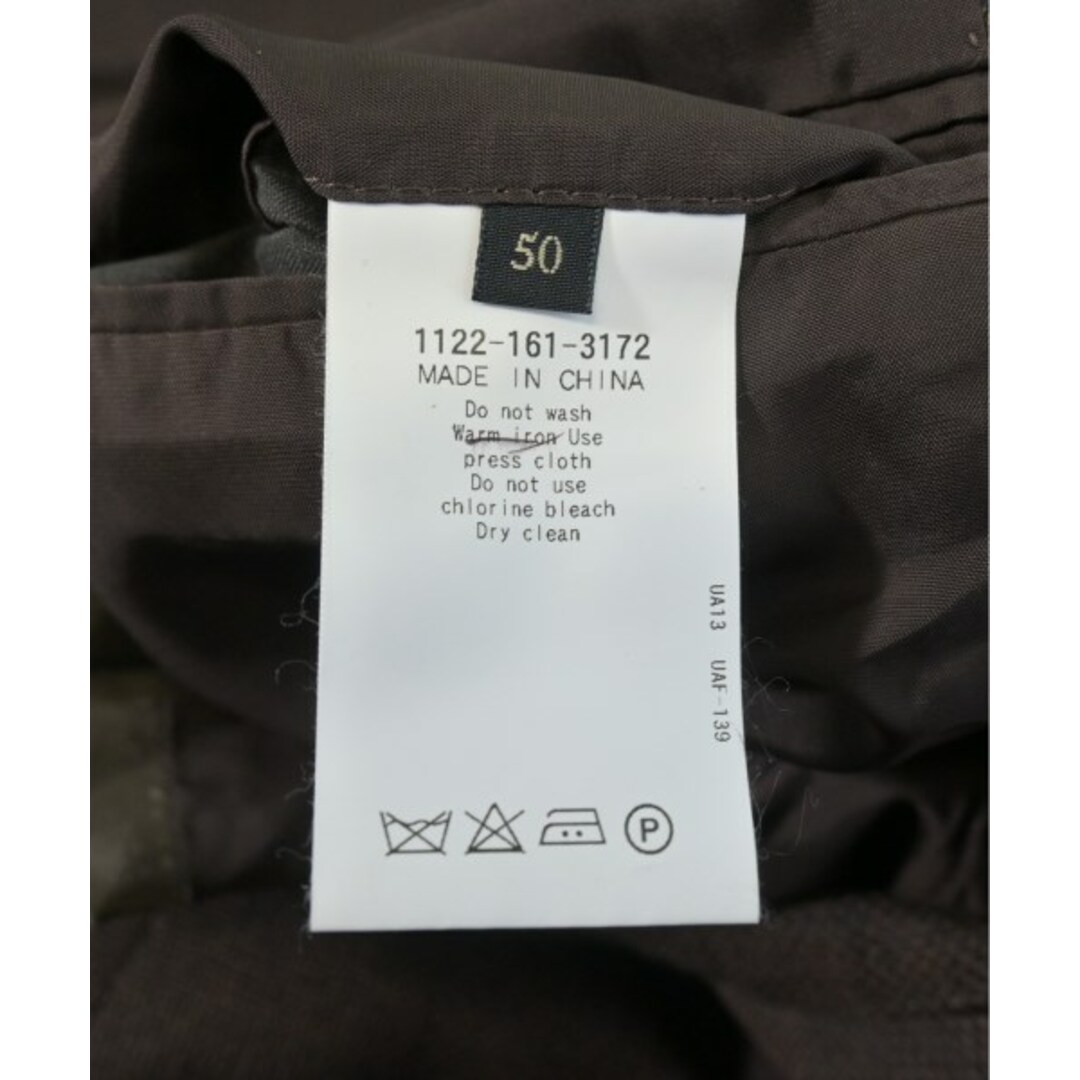 50
1122-161-3172
MADE IN CHINA
Do not wash
Warm iron Use
press cloth
Do not use
chlorine bleach
Dry clean
UA13 UAF-139
P